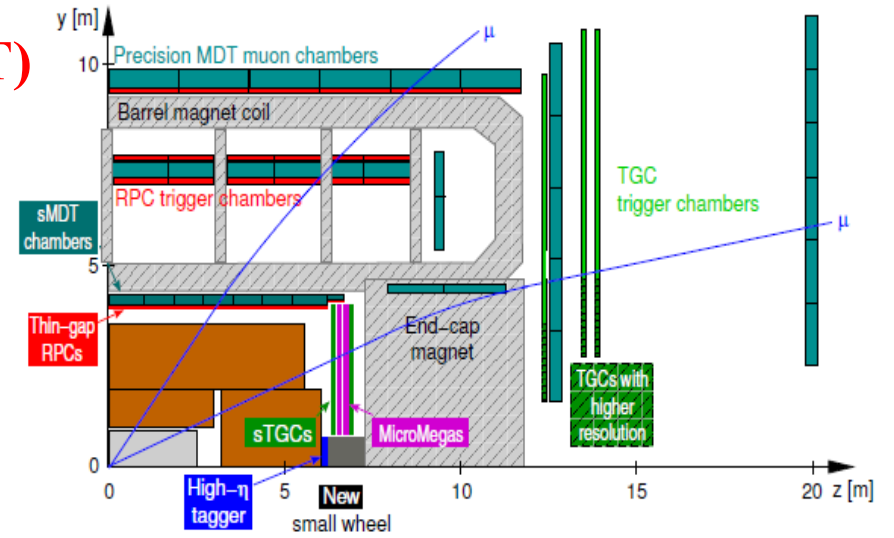 y [m]
T)
μ
Precision MDT muon chambers
10
Barrel magnet coil
TGC
trigger chambers
RPC trigger chambers
sMDT
chambers
μ
5
Thin-gap
RPCs
End-cap
magnet
TGCs with
higher
resolution
sTGCs
MicroMegas
0
0
5
10
15
20
z [m]
High-η
tagger
New
small wheel